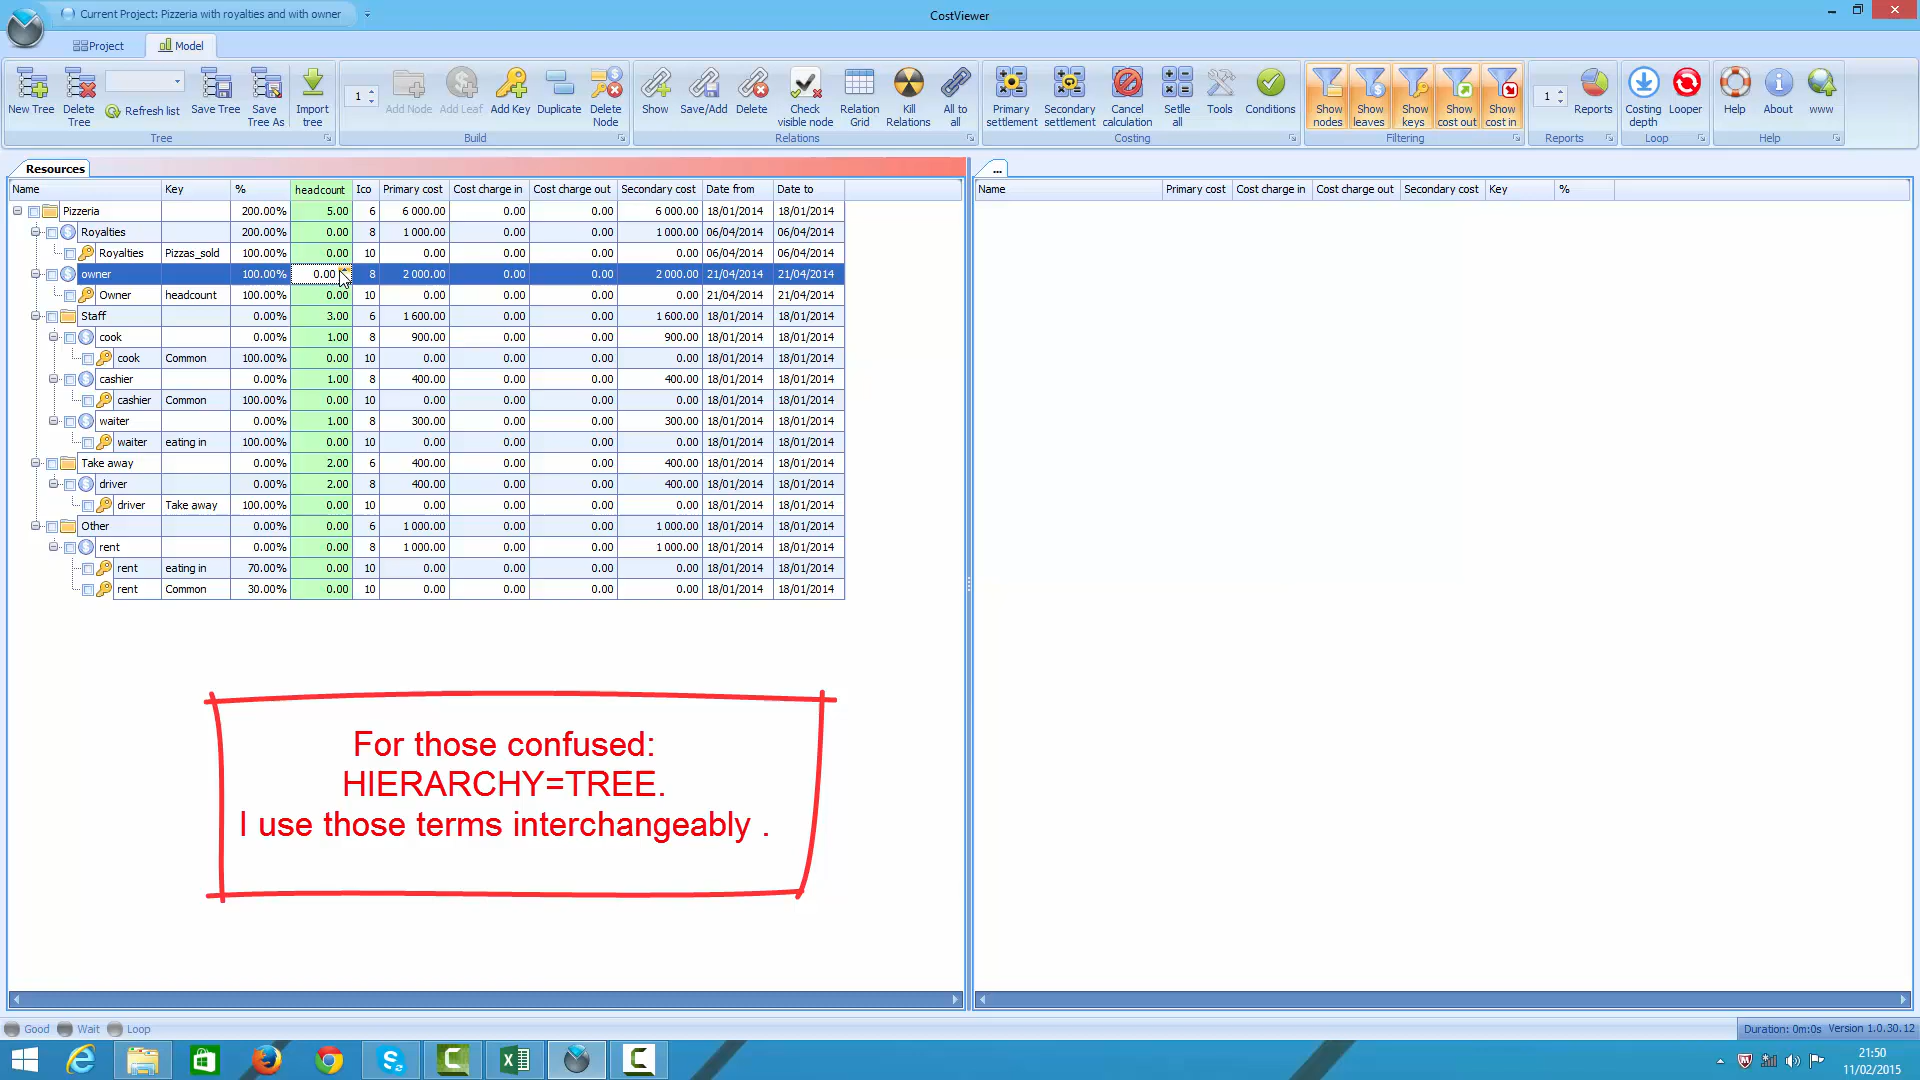 Current Project: Pizzeria with royalties and with owner
CostViewer
Project Model
New Tree Delete Tree Refresh list Save Tree Save Tree As Import tree
Tree
1 Add Node Add Leaf Add Key Duplicate Delete Node
Build
Show Save/Add Delete Check visible node Relation Grid Kill Relations All to all
Relations
Primary settlement Secondary settlement Cancel calculation Setlle all Tools Conditions
Costing
Show nodes Show leaves Show keys Show cost out Show cost in
Filtering
1 Reports
Reports
Costing depth Looper
Loop
Help About www
Help
Resources
Name Key % headcount Ico Primary cost Cost charge in Cost charge out Secondary cost Date from Date to
Pizzeria 200.00% 5.00 6 6 000.00 0.00 0.00 6 000.00 18/01/2014 18/01/2014
Royalties 200.00% 0.00 8 1 000.00 0.00 0.00 1 000.00 06/04/2014 06/04/2014
Royalties Pizzas_sold 100.00% 0.00 10 0.00 0.00 0.00 0.00 06/04/2014 06/04/2014
owner 100.00% 0.00 8 2 000.00 0.00 0.00 2 000.00 21/04/2014 21/04/2014
Owner headcount 100.00% 0.00 10 0.00 0.00 0.00 0.00 21/04/2014 21/04/2014
Staff 0.00% 3.00 6 1 600.00 0.00 0.00 1 600.00 18/01/2014 18/01/2014
cook 0.00% 1.00 8 900.00 0.00 0.00 900.00 18/01/2014 18/01/2014
cook Common 100.00% 0.00 10 0.00 0.00 0.00 0.00 18/01/2014 18/01/2014
cashier 0.00% 1.00 8 400.00 0.00 0.00 400.00 18/01/2014 18/01/2014
cashier Common 100.00% 0.00 10 0.00 0.00 0.00 0.00 18/01/2014 18/01/2014
waiter 0.00% 1.00 8 300.00 0.00 0.00 300.00 18/01/2014 18/01/2014
waiter eating in 100.00% 0.00 10 0.00 0.00 0.00 0.00 18/01/2014 18/01/2014
Take away 0.00% 2.00 6 400.00 0.00 0.00 400.00 18/01/2014 18/01/2014
driver 0.00% 2.00 8 400.00 0.00 0.00 400.00 18/01/2014 18/01/2014
driver Take away 100.00% 0.00 10 0.00 0.00 0.00 0.00 18/01/2014 18/01/2014
Other 0.00% 0.00 6 1 000.00 0.00 0.00 1 000.00 18/01/2014 18/01/2014
rent 0.00% 0.00 8 1 000.00 0.00 0.00 1 000.00 18/01/2014 18/01/2014
rent eating in 70.00% 0.00 10 0.00 0.00 0.00 0.00 18/01/2014 18/01/2014
rent Common 30.00% 0.00 10 0.00 0.00 0.00 0.00 18/01/2014 18/01/2014
...
Name Primary cost Cost charge in Cost charge out Secondary cost Key %
For those confused:
HIERARCHY=TREE.
I use those terms interchangeably .
Good Wait Loop
Duration: 0m:0s Version 1.0.30.12
21:50
11/02/2015